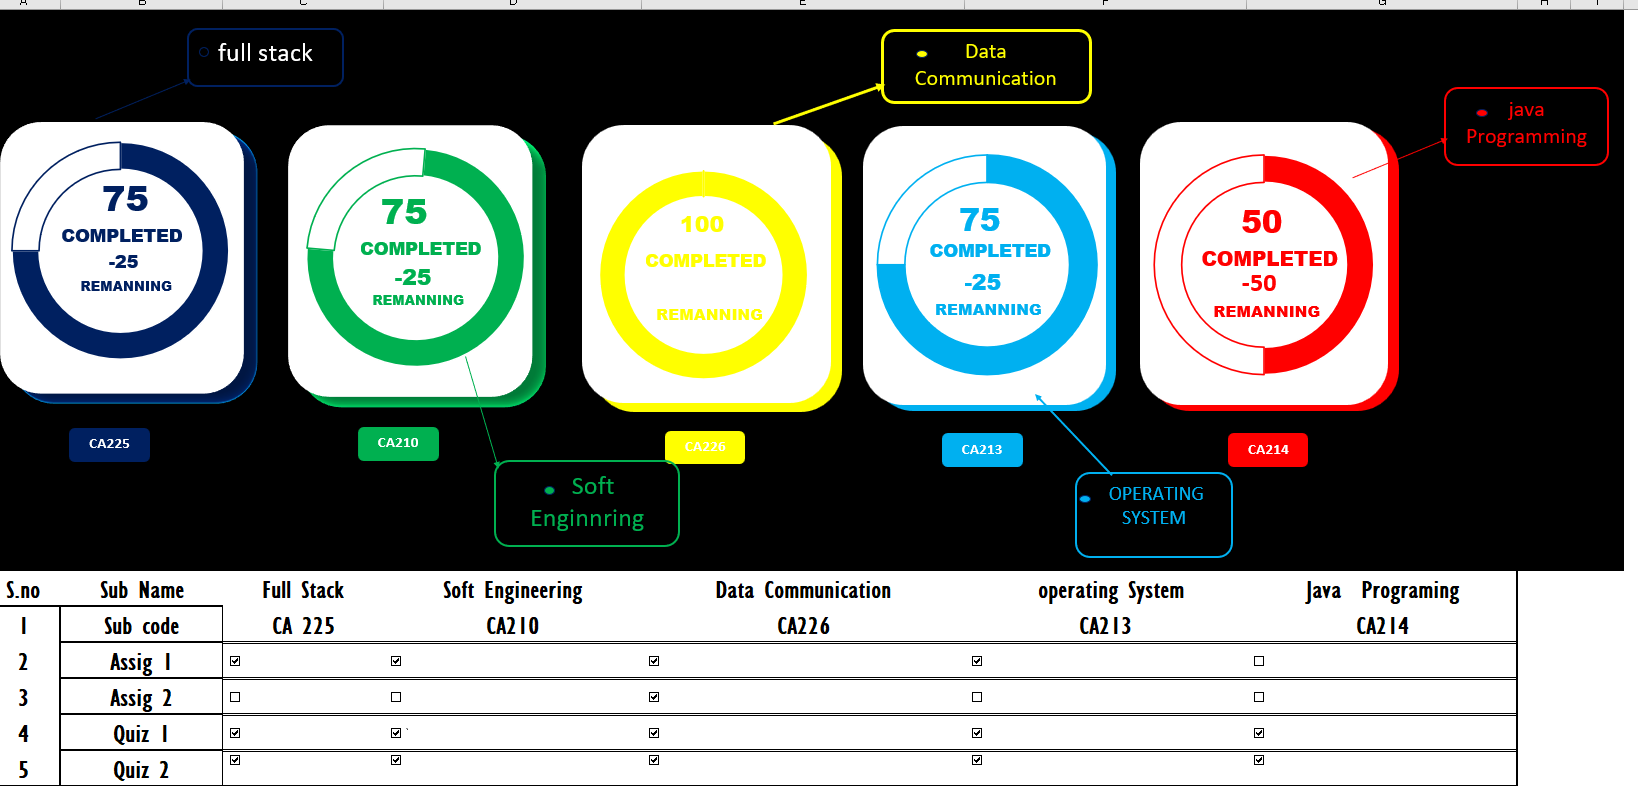 A B C D E F G H I
full stack
Data
Communication
java
Programming
75
COMPLETED
-25
REMANNING
75
COMPLETED
-25
REMANNING
100
COMPLETED
REMANNING
75
COMPLETED
-25
REMANNING
50
COMPLETED
-50
REMANNING
CA225
CA210
CA226
CA213
CA214
Soft
Enginnring
OPERATING
SYSTEM
S.no Sub Name Full Stack Soft Engineering Data Communication operating System Java Programing
1 Sub code CA 225 CA210 CA226 CA213 CA214
2 Assig 1
3 Assig 2
4 Quiz 1
5 Quiz 2